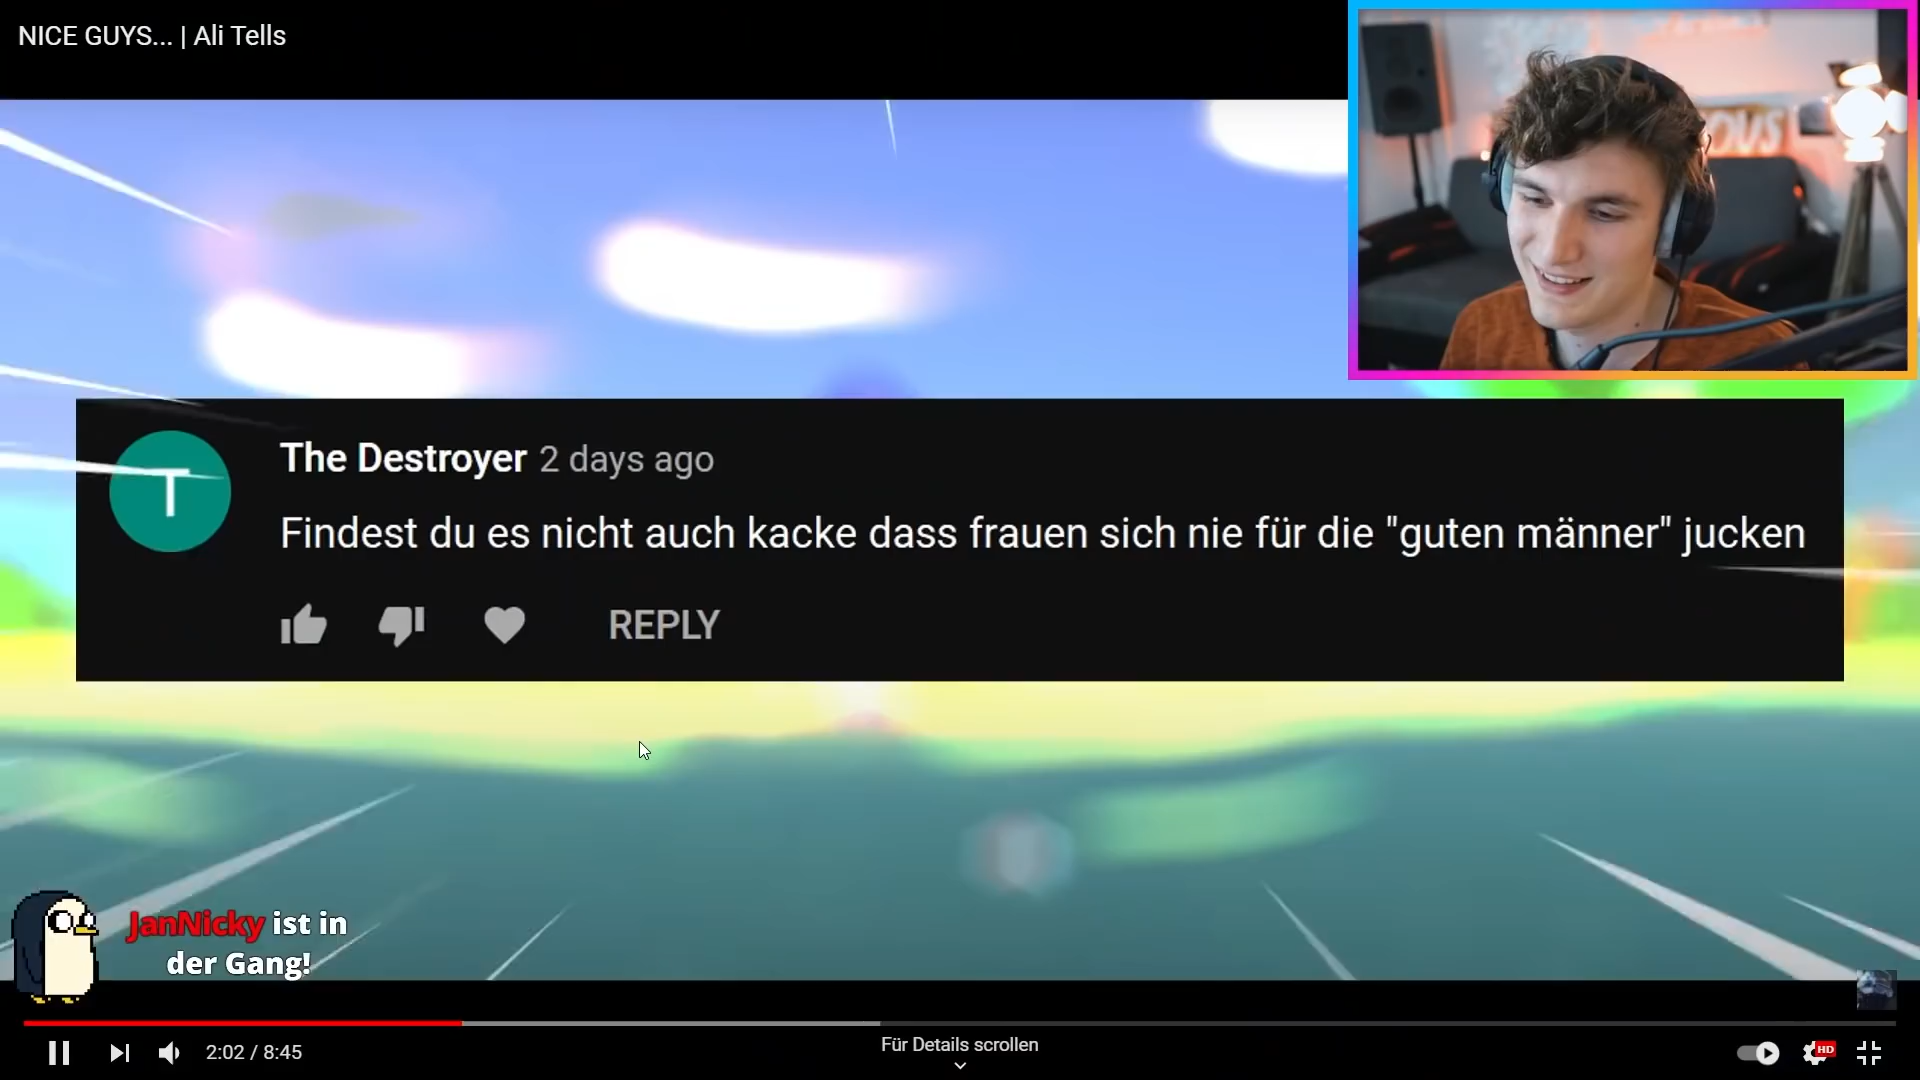 NICE GUYS... | Ali Tells
The Destroyer 2 days ago
T
Findest du es nicht auch kacke dass frauen sich nie für die "guten männer" jucken
REPLY
JanNicky ist in
der Gang!
2:02 / 8:45
Für Details scrollen
HD